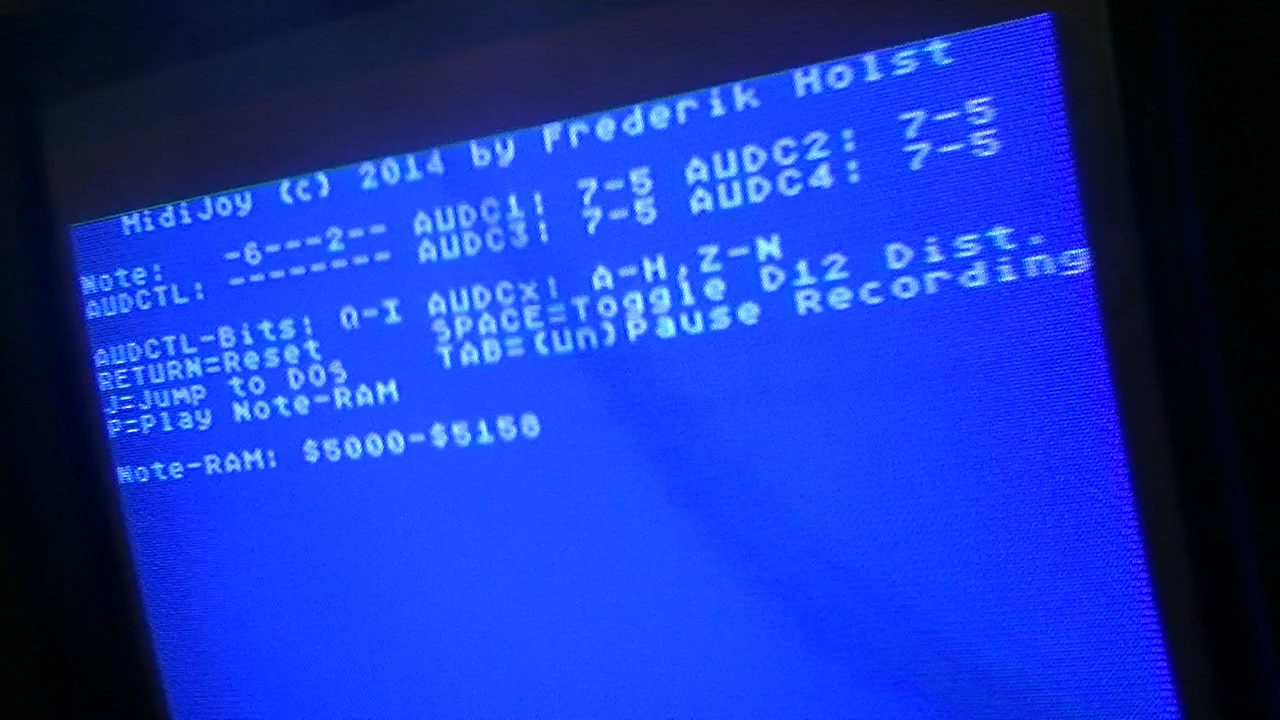 MidiJoy (c) 2014 by Frederik Holst
Note: -6---2-- AUDC1: 7-5 AUDC2: 7-5
AUDCTL: -------- AUDC3: 7-5 AUDC4: 7-5
AUDCTL-Bits: Q-I AUDCx: A-H,Z-N
RETURN=Reset SPACE=Toggle D12 Dist.
J=Jump to DOS TAB=(un)Pause Recording
P=Play Note-RAM
Note-RAM: $5000-$5158